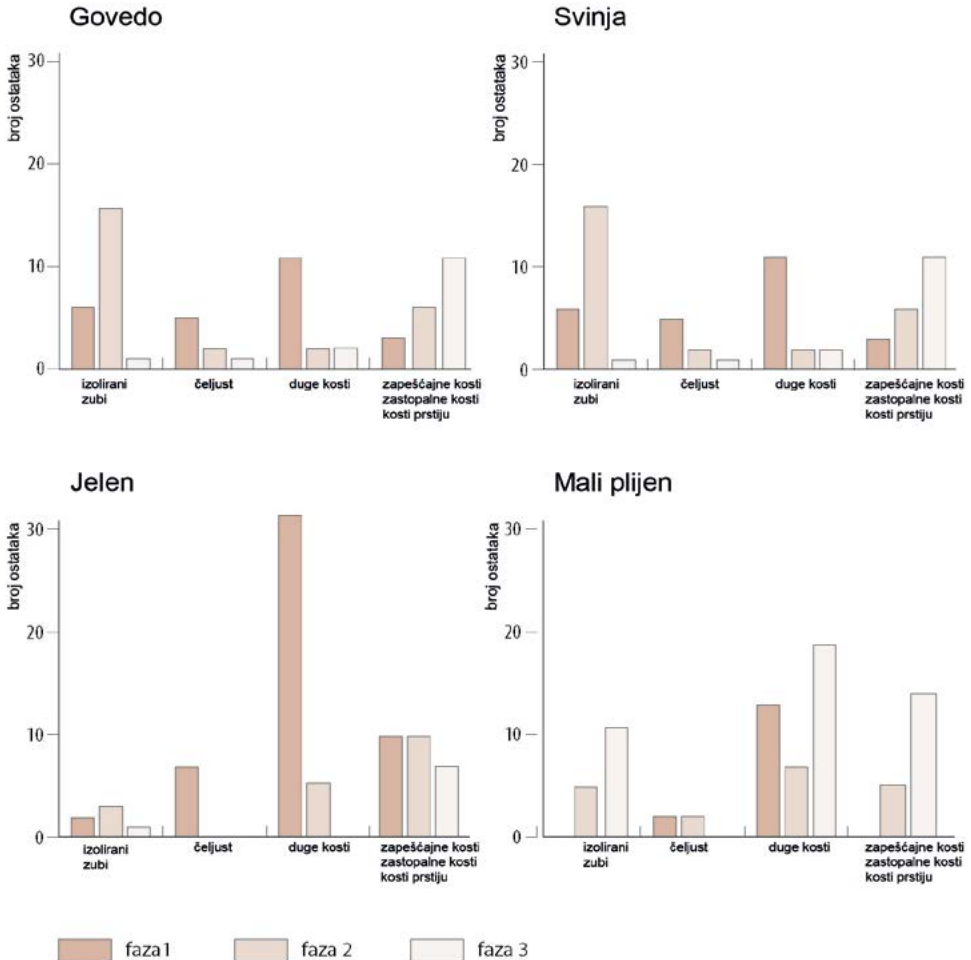 Govedo
broj ostataka
30
20
10
0
izolirani
zubi
čeljust
duge kosti
zapešćajne kosti
zastopalne kosti
kosti prstiju
Svinja
broj ostataka
30
20
10
0
izolirani
zubi
čeljust
duge kosti
zapešćajne kosti
zastopalne kosti
kosti prstiju
Jelen
broj ostataka
30
20
10
0
izolirani
zubi
čeljust
duge kosti
zapešćajne kosti
zastopalne kosti
kosti prstiju
Mali plijen
broj ostataka
30
20
10
0
izolirani
zubi
čeljust
duge kosti
zapešćajne kosti
zastopalne kosti
kosti prstiju
faza1
faza 2
faza 3